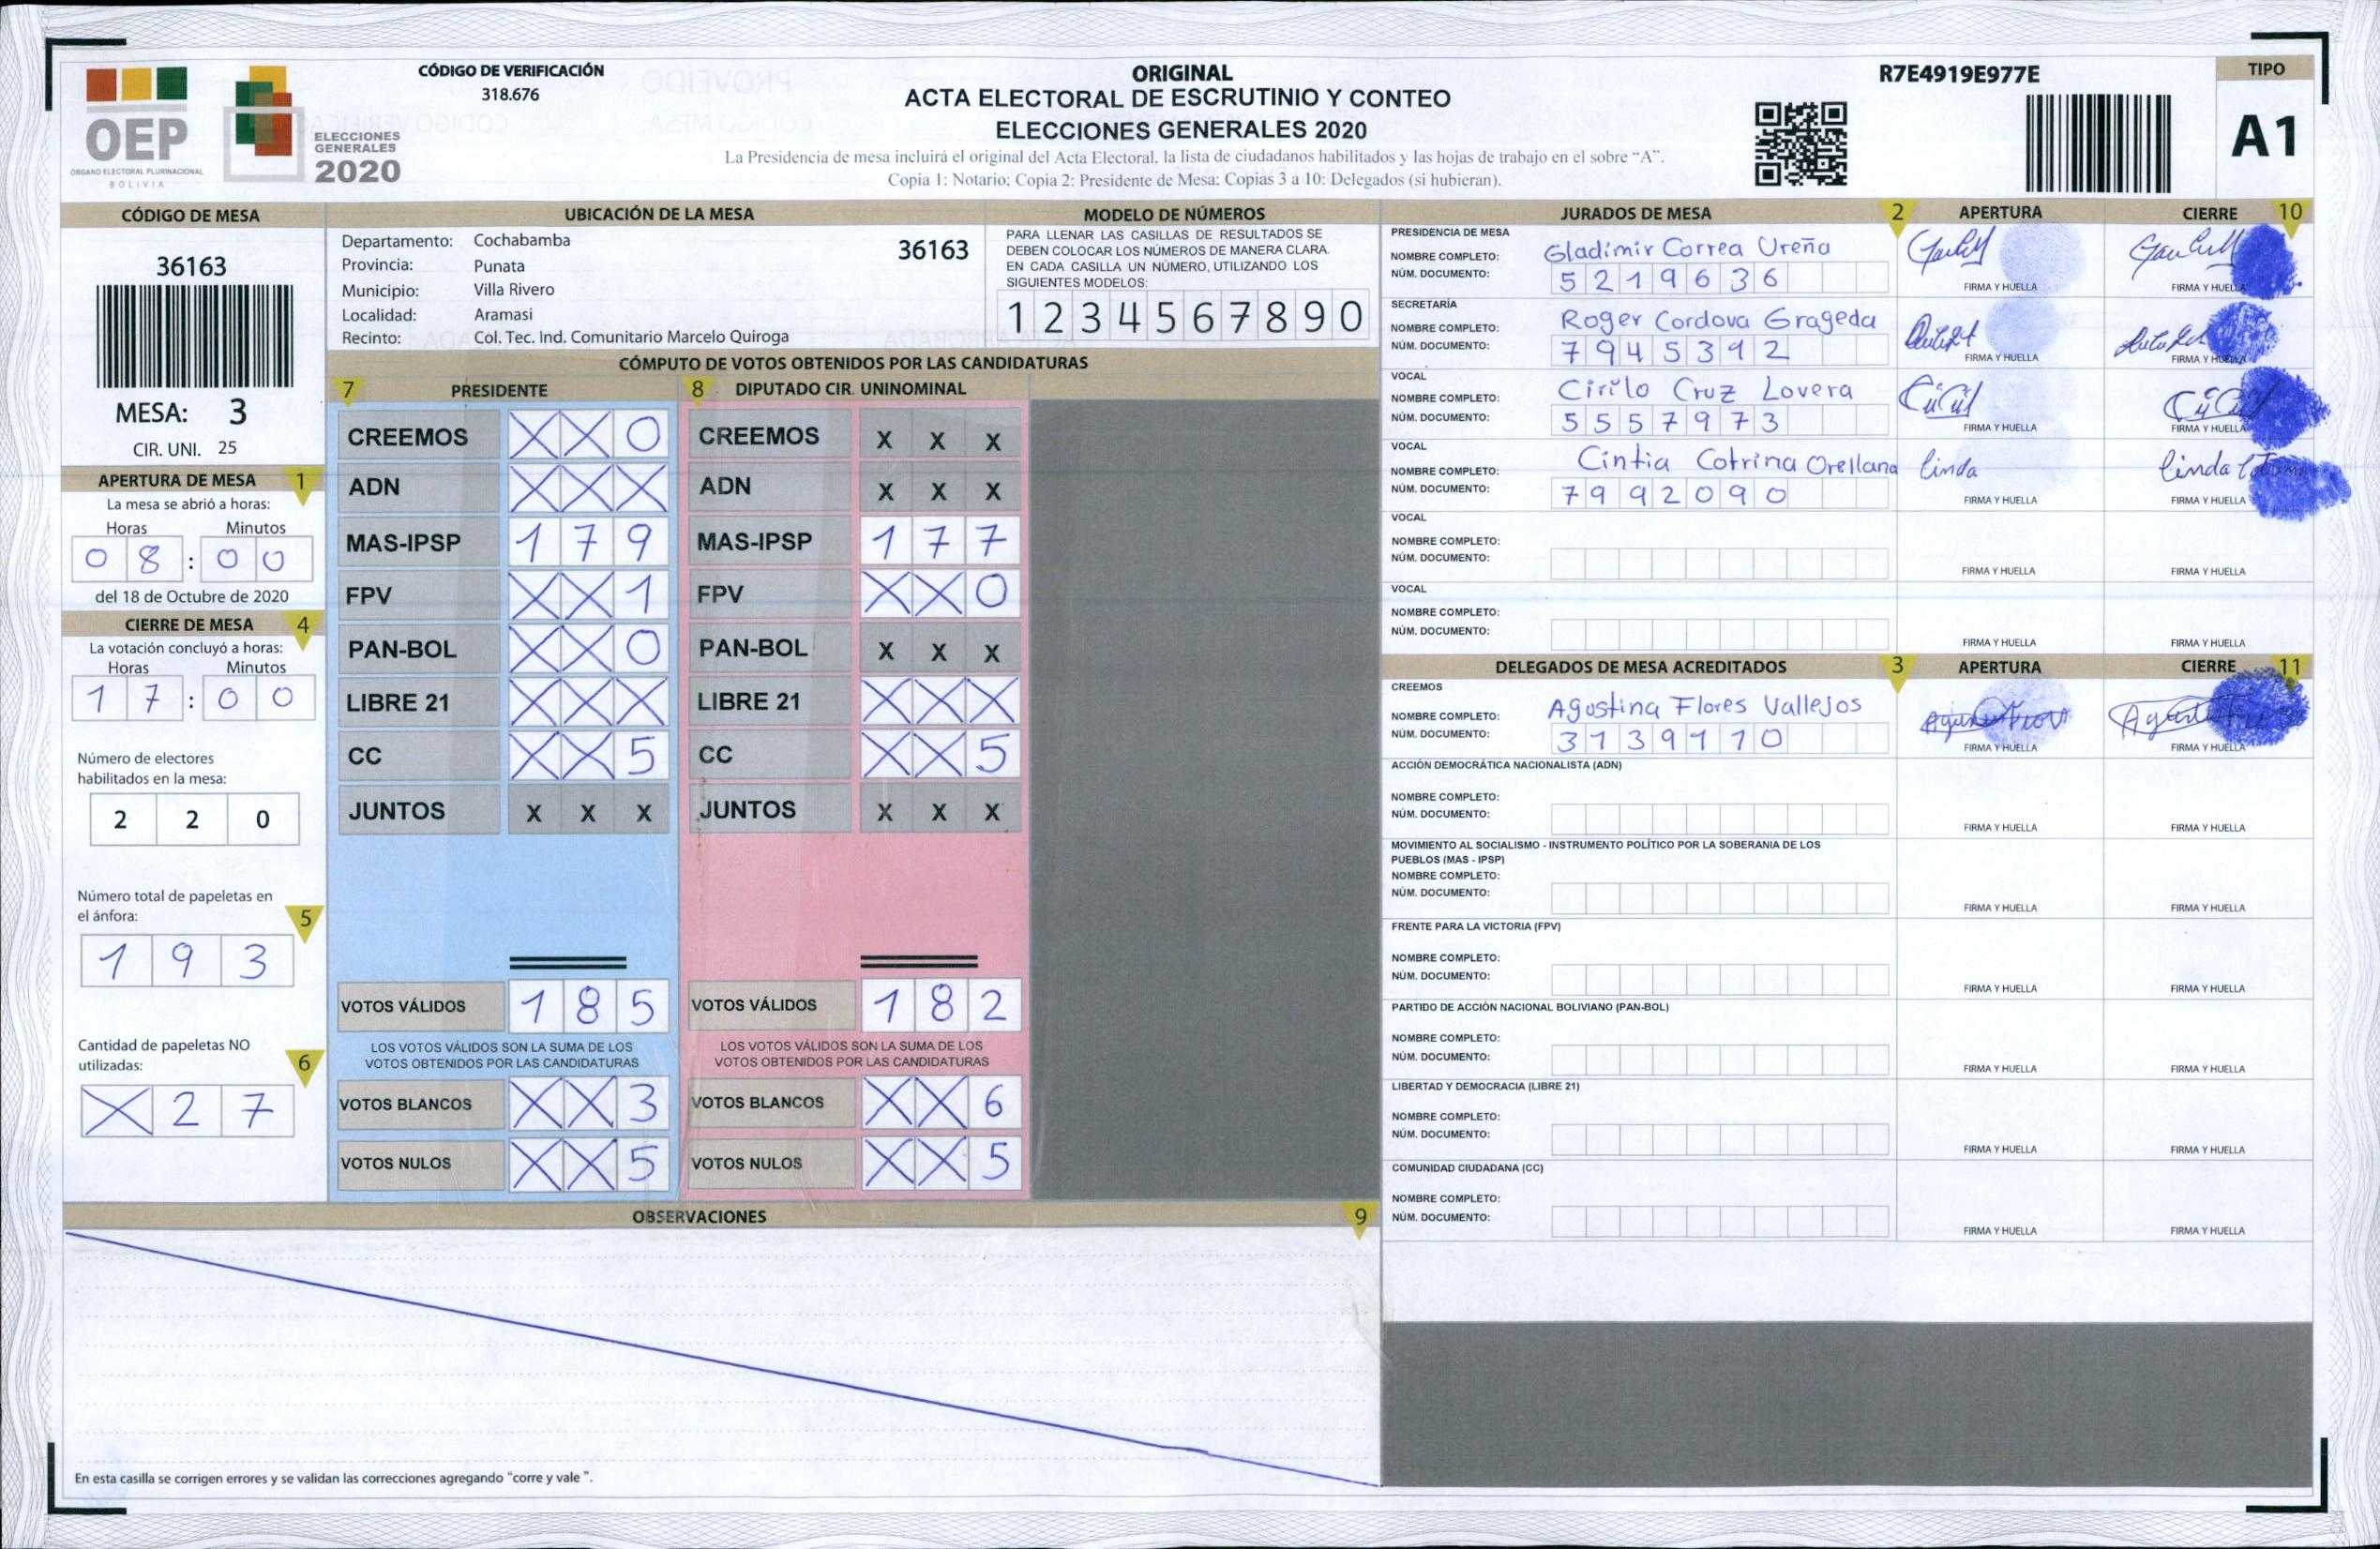 OEP
ÓRGANO ELECTORAL PLURINACIONAL
BOLIVIA
ELECCIONES
GENERALES
2020
CÓDIGO DE VERIFICACIÓN
318.676
ORIGINAL
ACTA ELECTORAL DE ESCRUTINIO Y CONTEO
ELECCIONES GENERALES 2020
La Presidencia de mesa incluirá el original del Acta Electoral, la lista de ciudadanos habilitados y las hojas de trabajo en el sobre "A".
Copia 1: Notario; Copia 2: Presidente de Mesa; Copias 3 a 10: Delegados (si hubieran).
R7E4919E977E
TIPO
A1
CÓDIGO DE MESA
36163
MESA: 3
CIR. UNI. 25
APERTURA DE MESA 1
La mesa se abrió a horas:
Horas Minutos
0 8 : 0 0
del 18 de Octubre de 2020
CIERRE DE MESA 4
La votación concluyó a horas:
Horas Minutos
1 7 : 0 0
Número de electores
habilitados en la mesa:
2 2 0
Número total de papeletas en
el ánfora: 5
1 9 3
Cantidad de papeletas NO
utilizadas: 6
X 2 7
UBICACIÓN DE LA MESA
Departamento: Cochabamba 36163
Provincia: Punata
Municipio: Villa Rivero
Localidad: Aramasi
Recinto: Col. Tec. Ind. Comunitario Marcelo Quiroga
MODELO DE NÚMEROS
PARA LLENAR LAS CASILLAS DE RESULTADOS SE
DEBEN COLOCAR LOS NÚMEROS DE MANERA CLARA.
EN CADA CASILLA UN NÚMERO, UTILIZANDO LOS
SIGUIENTES MODELOS:
1 2 3 4 5 6 7 8 9 0
CÓMPUTO DE VOTOS OBTENIDOS POR LAS CANDIDATURAS
7 PRESIDENTE
CREEMOS X X 0
ADN X X X
MAS-IPSP 1 7 9
FPV X X 1
PAN-BOL X X 0
LIBRE 21 X X X
CC X X 5
JUNTOS X X X
VOTOS VÁLIDOS 1 8 5
LOS VOTOS VÁLIDOS SON LA SUMA DE LOS
VOTOS OBTENIDOS POR LAS CANDIDATURAS
VOTOS BLANCOS X X 3
VOTOS NULOS X X 5
8 DIPUTADO CIR. UNINOMINAL
CREEMOS X X X
ADN X X X
MAS-IPSP 1 7 7
FPV X X 0
PAN-BOL X X X
LIBRE 21 X X X
CC X X 5
JUNTOS X X X
VOTOS VÁLIDOS 1 8 2
LOS VOTOS VÁLIDOS SON LA SUMA DE LOS
VOTOS OBTENIDOS POR LAS CANDIDATURAS
VOTOS BLANCOS X X 6
VOTOS NULOS X X 5
OBSERVACIONES 9
En esta casilla se corrigen errores y se validan las correcciones agregando "corre y vale ".
JURADOS DE MESA 2 APERTURA CIERRE 10
PRESIDENCIA DE MESA
NOMBRE COMPLETO: Gladimir Correa Ureña
NÚM. DOCUMENTO: 5 2 1 9 6 3 6
FIRMA Y HUELLA FIRMA Y HUELLA
SECRETARÍA
NOMBRE COMPLETO: Roger Cordova Grageda
NÚM. DOCUMENTO: 7 9 4 5 3 9 2
FIRMA Y HUELLA FIRMA Y HUELLA
VOCAL
NOMBRE COMPLETO: Cirilo Cruz Lovera
NÚM. DOCUMENTO: 5 5 5 7 9 7 3
FIRMA Y HUELLA FIRMA Y HUELLA
VOCAL
NOMBRE COMPLETO: Cintia Cotrina Orellana
NÚM. DOCUMENTO: 7 9 9 2 0 9 0
FIRMA Y HUELLA FIRMA Y HUELLA
VOCAL
NOMBRE COMPLETO:
NÚM. DOCUMENTO:
FIRMA Y HUELLA FIRMA Y HUELLA
VOCAL
NOMBRE COMPLETO:
NÚM. DOCUMENTO:
FIRMA Y HUELLA FIRMA Y HUELLA
DELEGADOS DE MESA ACREDITADOS 3 APERTURA CIERRE 11
CREEMOS
NOMBRE COMPLETO: Agustina Flores Vallejos
NÚM. DOCUMENTO: 3 1 3 9 1 1 0
FIRMA Y HUELLA FIRMA Y HUELLA
ACCIÓN DEMOCRÁTICA NACIONALISTA (ADN)
NOMBRE COMPLETO:
NÚM. DOCUMENTO:
FIRMA Y HUELLA FIRMA Y HUELLA
MOVIMIENTO AL SOCIALISMO - INSTRUMENTO POLÍTICO POR LA SOBERANIA DE LOS
PUEBLOS (MAS - IPSP)
NOMBRE COMPLETO:
NÚM. DOCUMENTO:
FIRMA Y HUELLA FIRMA Y HUELLA
FRENTE PARA LA VICTORIA (FPV)
NOMBRE COMPLETO:
NÚM. DOCUMENTO:
FIRMA Y HUELLA FIRMA Y HUELLA
PARTIDO DE ACCIÓN NACIONAL BOLIVIANO (PAN-BOL)
NOMBRE COMPLETO:
NÚM. DOCUMENTO:
FIRMA Y HUELLA FIRMA Y HUELLA
LIBERTAD Y DEMOCRACIA (LIBRE 21)
NOMBRE COMPLETO:
NÚM. DOCUMENTO:
FIRMA Y HUELLA FIRMA Y HUELLA
COMUNIDAD CIUDADANA (CC)
NOMBRE COMPLETO:
NÚM. DOCUMENTO:
FIRMA Y HUELLA FIRMA Y HUELLA